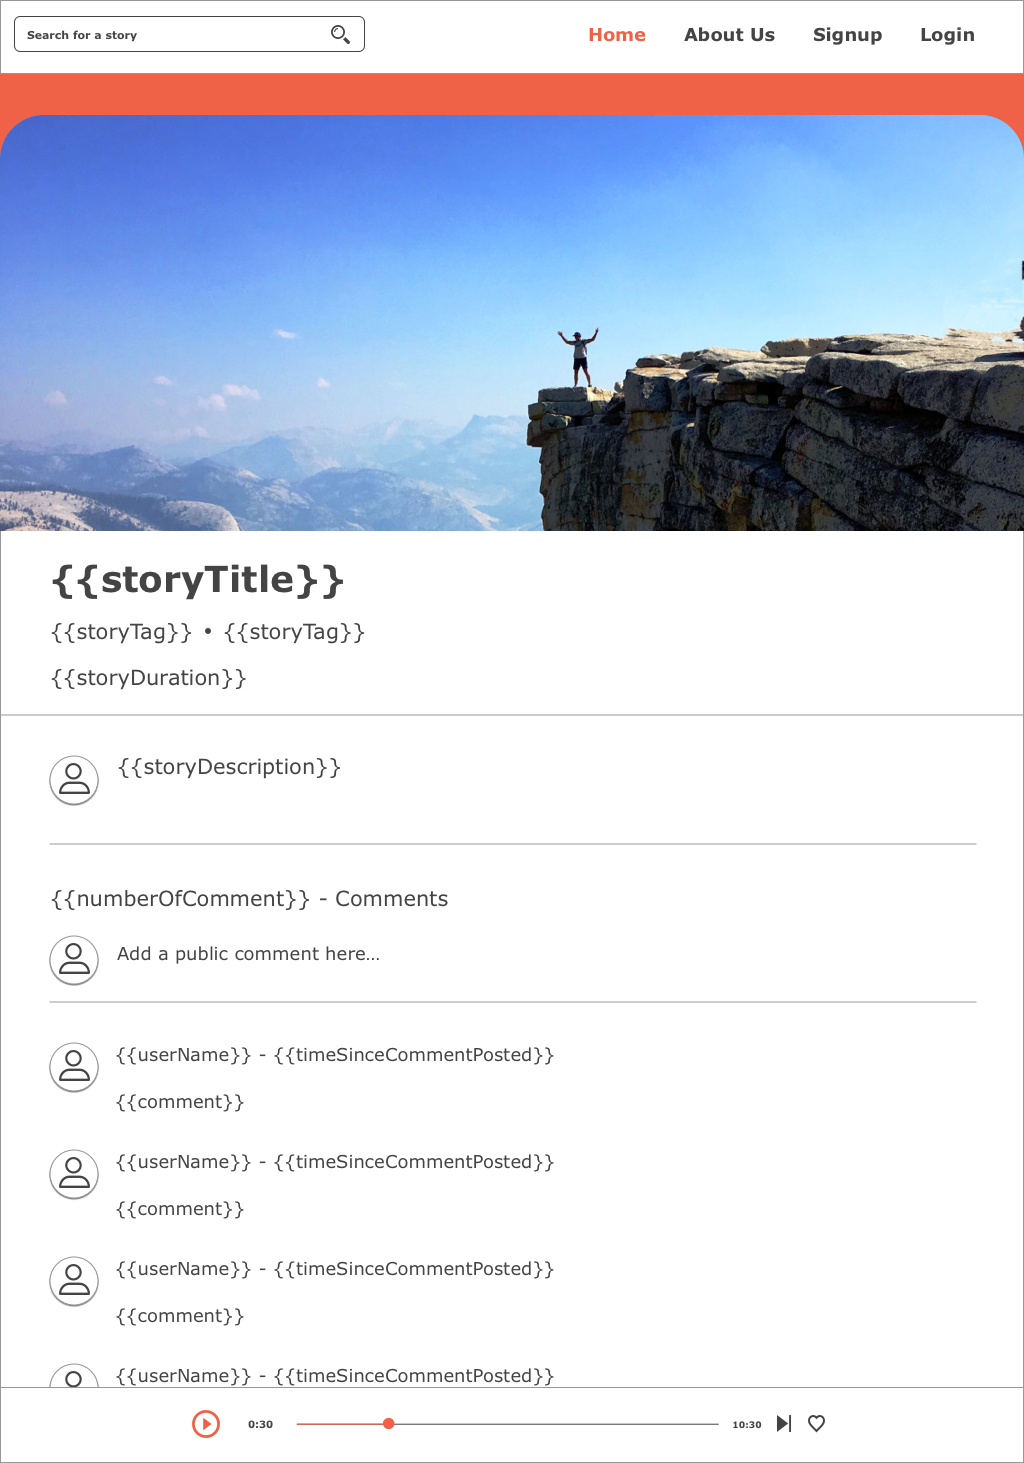 Search for a story
Home About Us Signup Login
{{storyTitle}}
{{storyTag}} • {{storyTag}}
{{storyDuration}}
{{storyDescription}}
{{numberOfComment}} - Comments
Add a public comment here...
{{userName}} - {{timeSinceCommentPosted}}
{{comment}}
{{userName}} - {{timeSinceCommentPosted}}
{{comment}}
{{userName}} - {{timeSinceCommentPosted}}
{{comment}}
{{userName}} - {{timeSinceCommentPosted}}
0:30 10:30